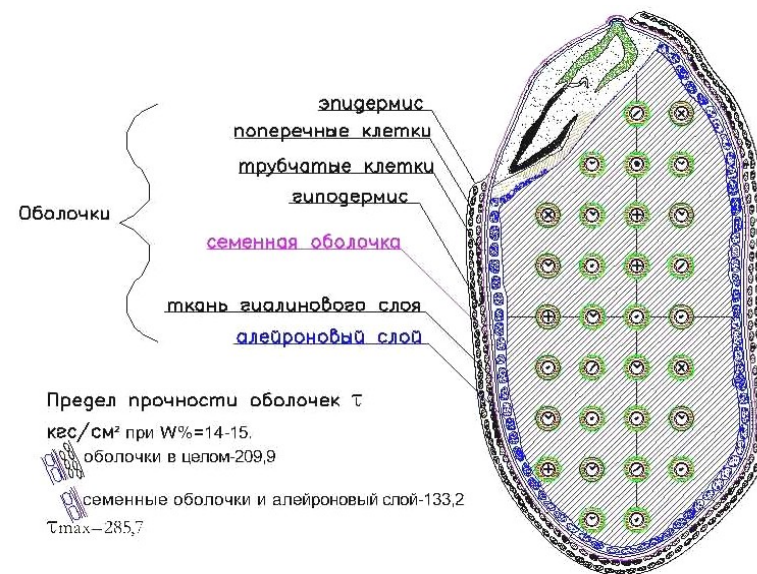 эпидермис
поперечные клетки
трубчатые клетки
гиподермис
Оболочки
семенная оболочка
ткань гиалинового слоя
алейроновый слой
Предел прочности оболочек τ
кгс/см² при W%=14-15.
оболочки в целом-209,9
семенные оболочки и алейроновый слой-133,2
τmax=285,7